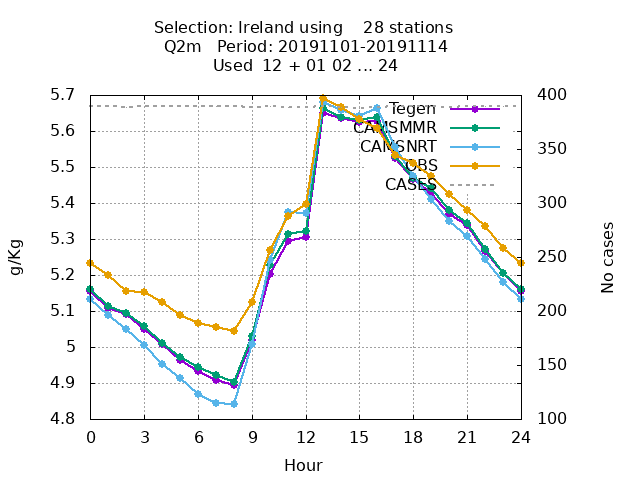 Selection: Ireland using    28 stations
Q2m   Period: 20191101-20191114
Used  12 + 01 02 ... 24
5.7
5.6
5.5
5.4
5.3
5.2
5.1
5
4.9
4.8
400
350
300
250
200
150
100
Tegen
CAMSMMR
CAMSNRT
OBS
CASES
g/Kg
No cases
0 3 6 9 12 15 18 21 24
Hour